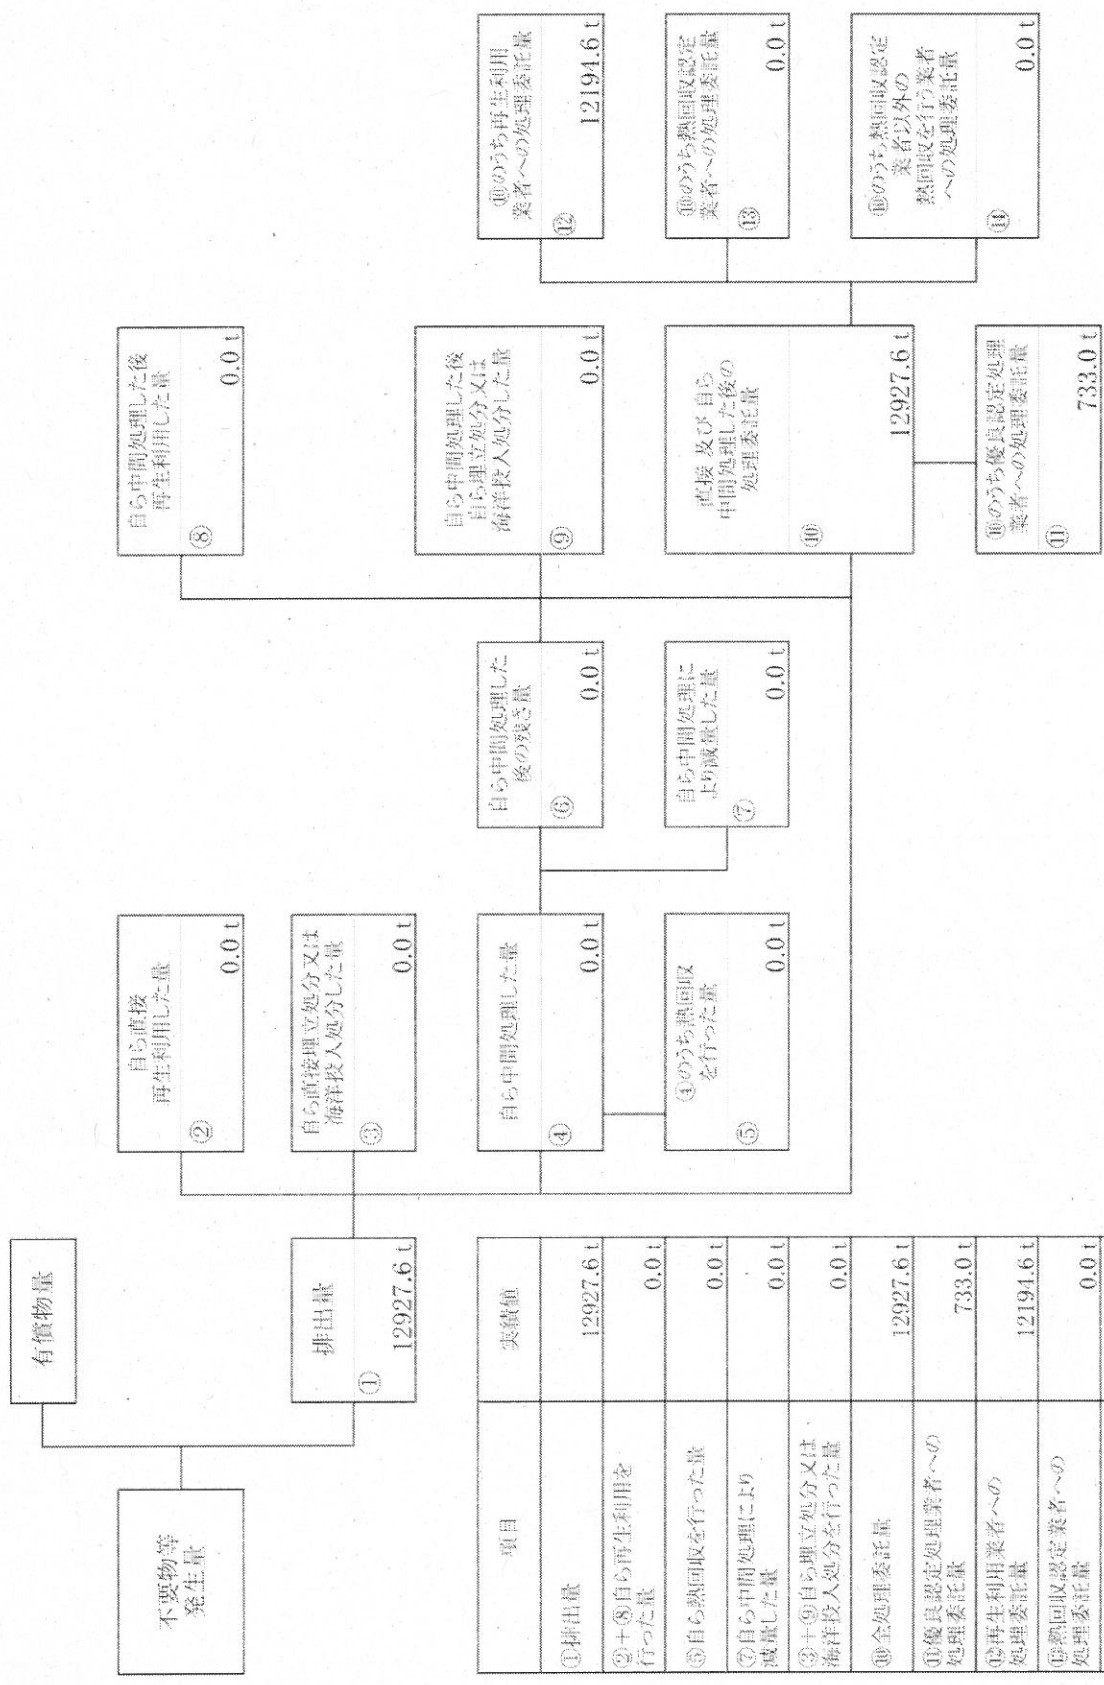 有償物量
不要物等
発生量
排出量
①
12927.6 t
自ら直接
再生利用した量
②
0.0 t
自ら直接埋立処分又は
海洋投入処分した量
③
0.0 t
自ら中間処理した量
④
0.0 t
④のうち熱回収
を行った量
⑤
0.0 t
自ら中間処理した
後の残さ量
⑥
0.0 t
自ら中間処理に
より減量した量
⑦
0.0 t
自ら中間処理した後
再生利用した量
⑧
0.0 t
自ら中間処理した後
自ら埋立処分又は
海洋投入処分した量
⑨
0.0 t
直接及び自ら
中間処理した後の
処理委託量
⑩
12927.6 t
⑩のうち優良認定処理
業者への処理委託量
⑪
733.0 t
⑩のうち再生利用
業者への処理委託量
⑫
12194.6 t
⑩のうち熱回収認定
業者への処理委託量
⑬
0.0 t
⑩のうち熱回収認定
業者以外の
熱回収を行う業者
への処理委託量
⑭
0.0 t
項目 実績値
①排出量 12927.6 t
②+⑧自ら再生利用を
行った量 0.0 t
⑤自ら熱回収を行った量 0.0 t
⑦自ら中間処理により
減量した量 0.0 t
③+⑨自ら埋立処分又は
海洋投入処分を行った量 0.0 t
⑩全処理委託量 12927.6 t
⑪優良認定処理業者への
処理委託量 733.0 t
⑫再生利用業者への
処理委託量 12194.6 t
⑬熱回収認定業者への
処理委託量 0.0 t